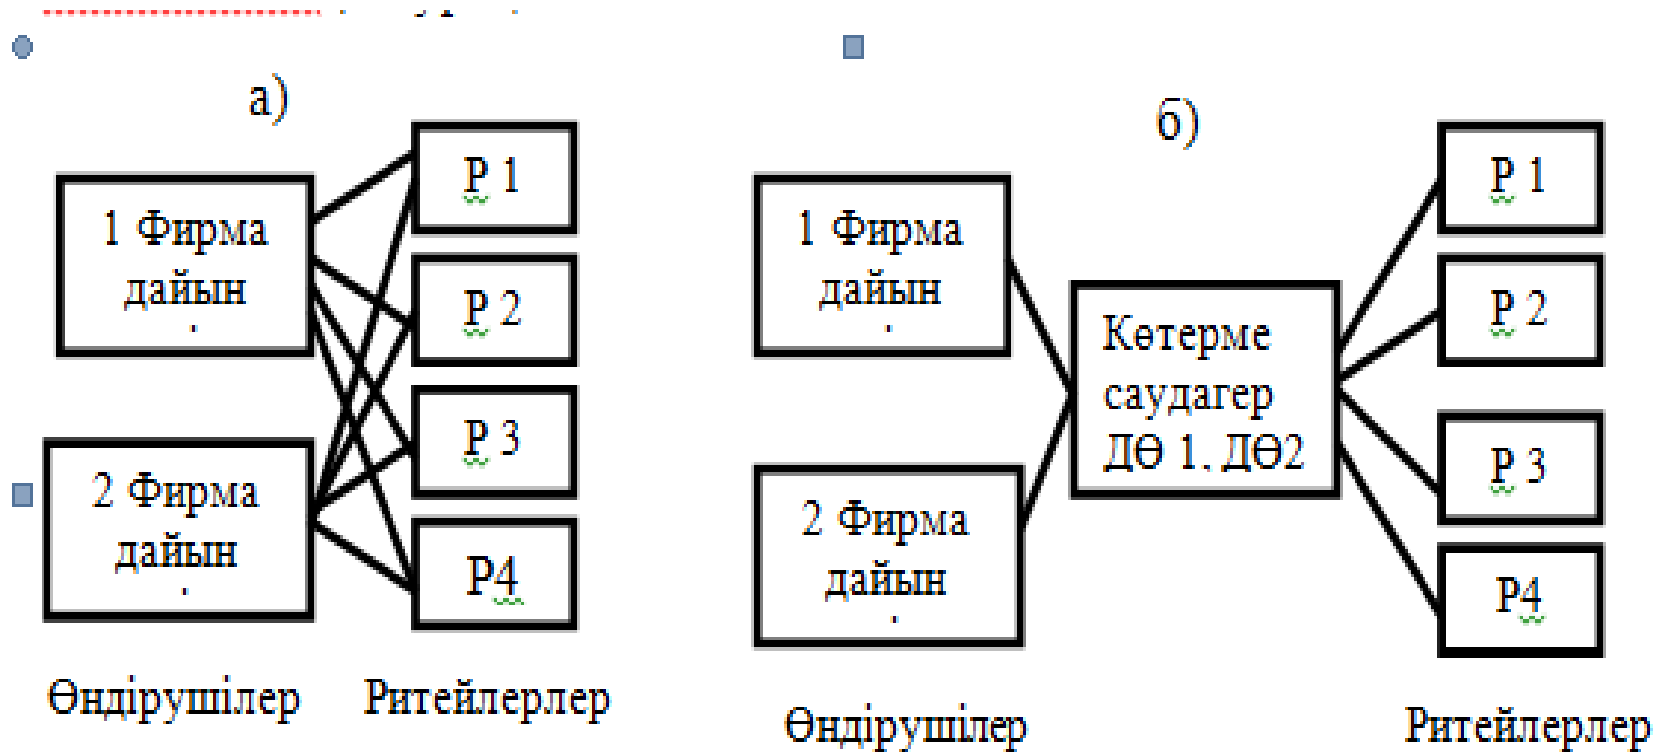 а)
1 Фирма
дайын
2 Фирма
дайын
Р 1
Р 2
Р 3
Р4
Өндірушілер
Ритейлерлер
б)
1 Фирма
дайын
2 Фирма
дайын
Көтерме
саудагер
ДӨ 1. ДӨ2
Р 1
Р 2
Р 3
Р4
Өндірушілер
Ритейлерлер